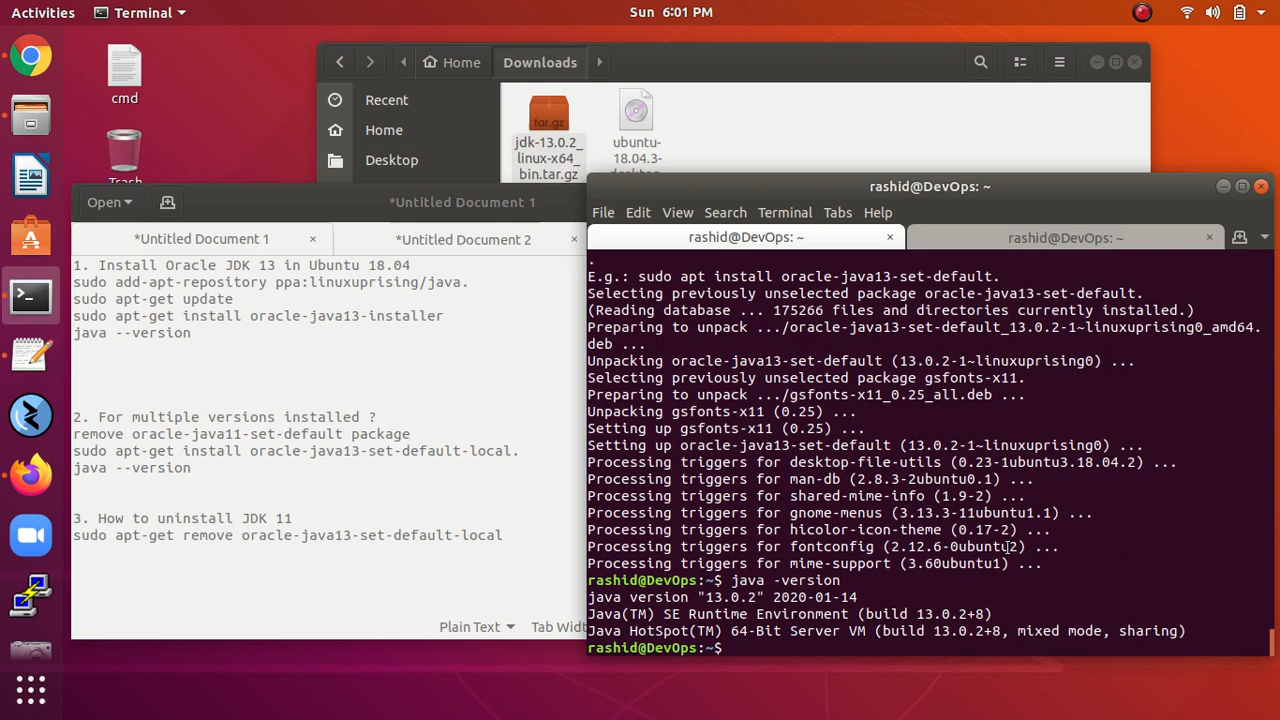 Activities
Terminal
Sun 6:01 PM
cmd
Trash
Home
Downloads
Recent
Home
Desktop
tar.gz
jdk-13.0.2_
linux-x64_
bin.tar.gz
ubuntu-
18.04.3-
Open
*Untitled Document 1
*Untitled Document 1
*Untitled Document 2
1. Install Oracle JDK 13 in Ubuntu 18.04
sudo add-apt-repository ppa:linuxuprising/java.
sudo apt-get update
sudo apt-get install oracle-java13-installer
java --version
2. For multiple versions installed ?
remove oracle-java11-set-default package
sudo apt-get install oracle-java13-set-default-local.
java --version
3. How to uninstall JDK 11
sudo apt-get remove oracle-java13-set-default-local
Plain Text
Tab Widt
rashid@DevOps: ~
File Edit View Search Terminal Tabs Help
rashid@DevOps: ~
rashid@DevOps: ~
.
E.g.: sudo apt install oracle-java13-set-default.
Selecting previously unselected package oracle-java13-set-default.
(Reading database ... 175266 files and directories currently installed.)
Preparing to unpack .../oracle-java13-set-default_13.0.2-1~linuxuprising0_amd64.
deb ...
Unpacking oracle-java13-set-default (13.0.2-1~linuxuprising0) ...
Selecting previously unselected package gsfonts-x11.
Preparing to unpack .../gsfonts-x11_0.25_all.deb ...
Unpacking gsfonts-x11 (0.25) ...
Setting up gsfonts-x11 (0.25) ...
Setting up oracle-java13-set-default (13.0.2-1~linuxuprising0) ...
Processing triggers for desktop-file-utils (0.23-1ubuntu3.18.04.2) ...
Processing triggers for man-db (2.8.3-2ubuntu0.1) ...
Processing triggers for shared-mime-info (1.9-2) ...
Processing triggers for gnome-menus (3.13.3-11ubuntu1.1) ...
Processing triggers for hicolor-icon-theme (0.17-2) ...
Processing triggers for fontconfig (2.12.6-0ubuntu2) ...
Processing triggers for mime-support (3.60ubuntu1) ...
rashid@DevOps:~$ java -version
java version "13.0.2" 2020-01-14
Java(TM) SE Runtime Environment (build 13.0.2+8)
Java HotSpot(TM) 64-Bit Server VM (build 13.0.2+8, mixed mode, sharing)
rashid@DevOps:~$